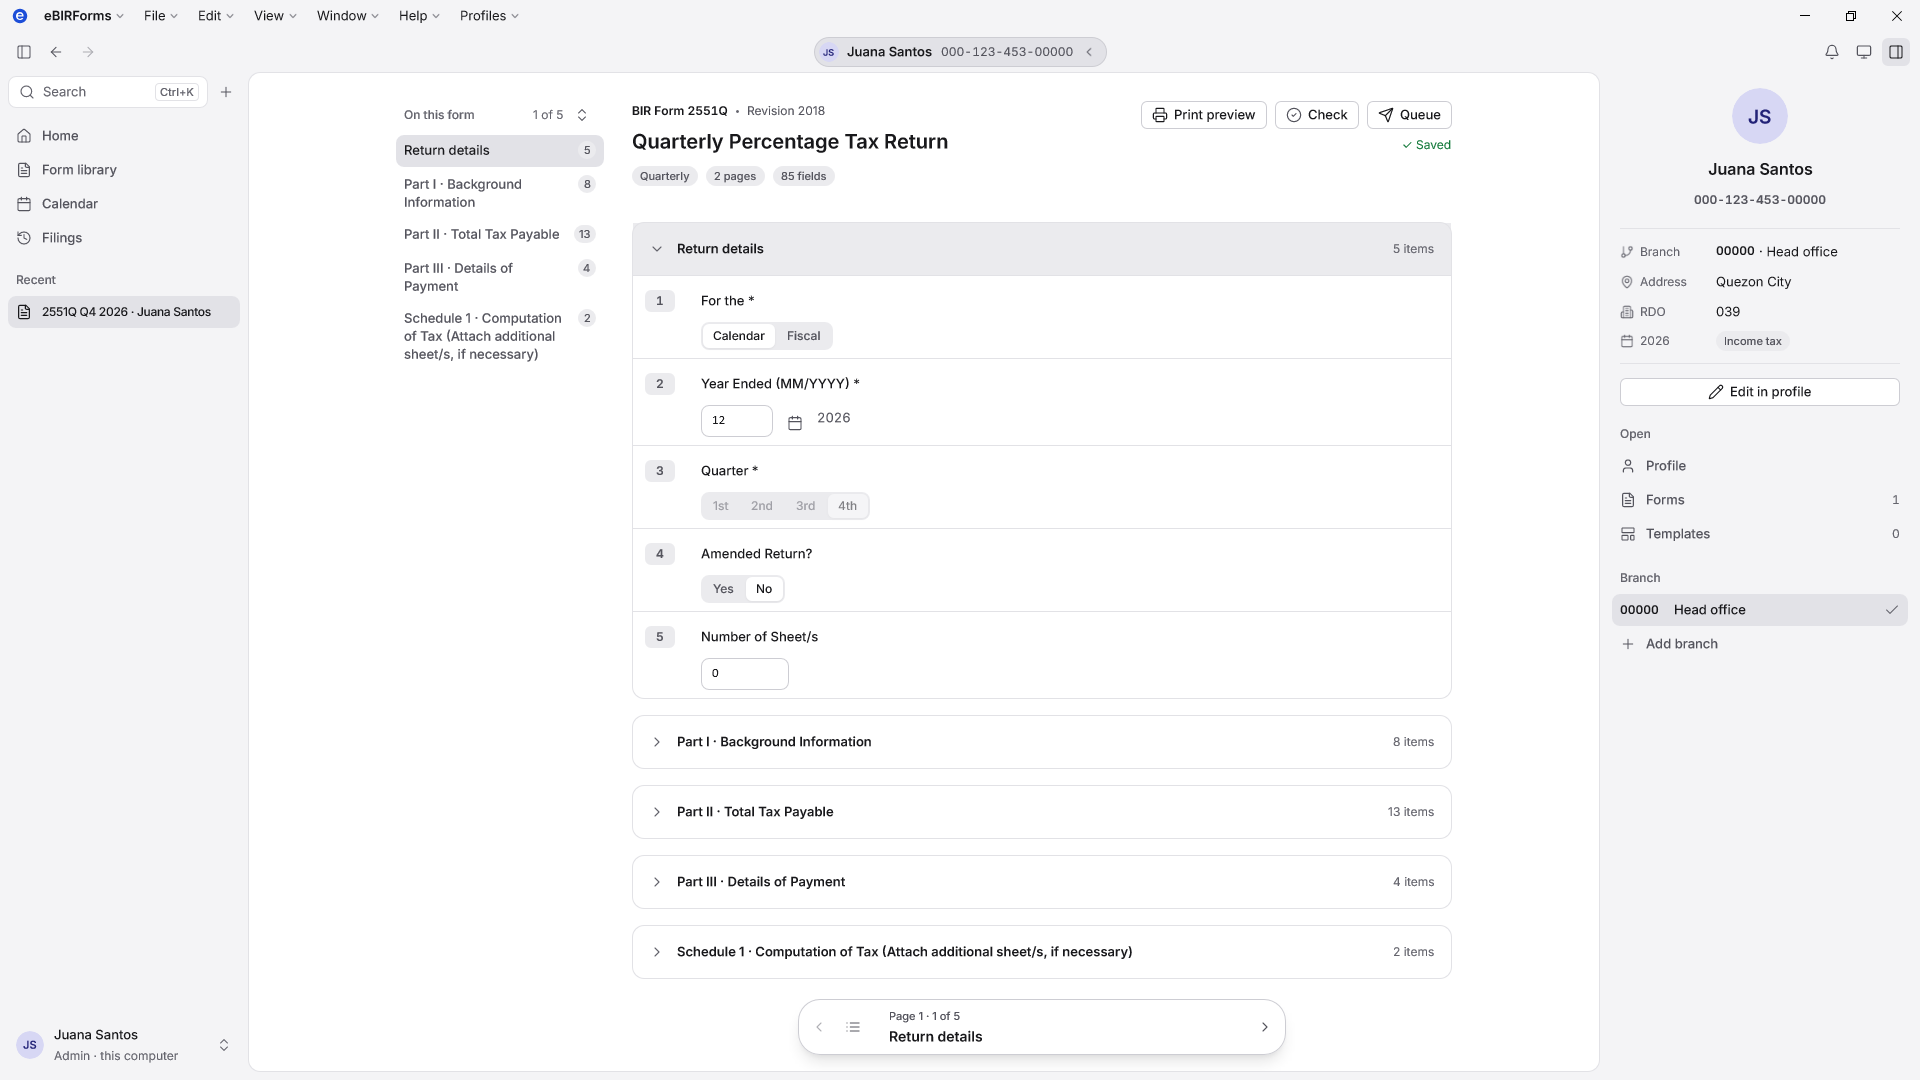 eBIRForms File Edit View Window Help Profiles
JS Juana Santos 000-123-453-00000
Search Ctrl+K
Home
Form library
Calendar
Filings
Recent
2551Q Q4 2026 · Juana Santos
JS Juana Santos
Admin · this computer
On this form 1 of 5
Return details 5
Part I · Background
Information 8
Part II · Total Tax Payable 13
Part III · Details of
Payment 4
Schedule 1 · Computation
of Tax (Attach additional
sheet/s, if necessary) 2
BIR Form 2551Q • Revision 2018
Quarterly Percentage Tax Return
Quarterly 2 pages 85 fields
Print preview Check Queue
Saved
Return details 5 items
1 For the *
Calendar Fiscal
2 Year Ended (MM/YYYY) *
12 2026
3 Quarter *
1st 2nd 3rd 4th
4 Amended Return?
Yes No
5 Number of Sheet/s
0
Part I · Background Information 8 items
Part II · Total Tax Payable 13 items
Part III · Details of Payment 4 items
Schedule 1 · Computation of Tax (Attach additional sheet/s, if necessary) 2 items
Page 1 · 1 of 5
Return details
JS
Juana Santos
000-123-453-00000
Branch 00000 · Head office
Address Quezon City
RDO 039
2026 Income tax
Edit in profile
Open
Profile
Forms 1
Templates 0
Branch
00000 Head office
Add branch